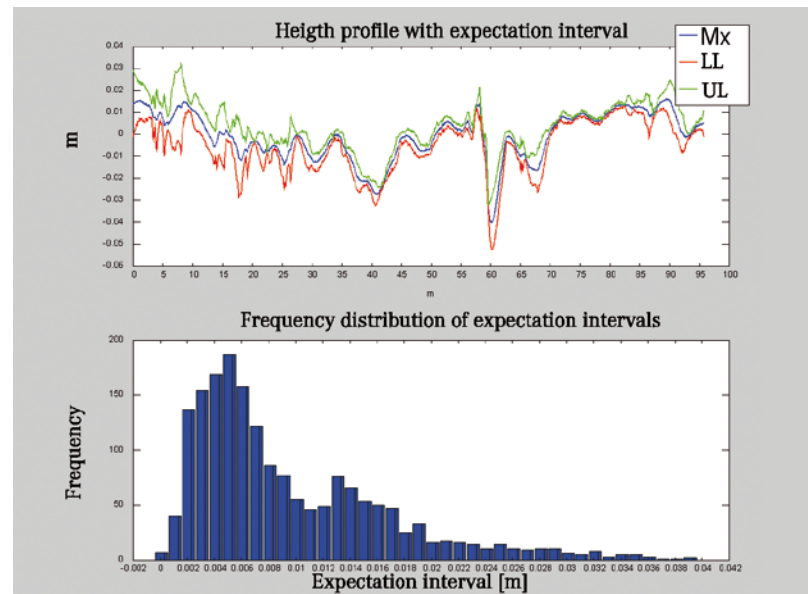 Heigth profile with expectation interval
Mx
LL
UL
0.04
0.03
0.02
0.01
0
-0.01
-0.02
-0.03
-0.04
-0.05
-0.06
m
0 5 10 15 20 25 30 35 40 45 50 55 60 65 70 75 80 85 90 95 100
m
Frequency distribution of expectation intervals
200
150
100
50
0
Frequency
-0.002 0 0.002 0.004 0.006 0.008 0.01 0.012 0.014 0.016 0.018 0.02 0.022 0.024 0.026 0.028 0.03 0.032 0.034 0.036 0.038 0.04 0.042
Expectation interval [m]